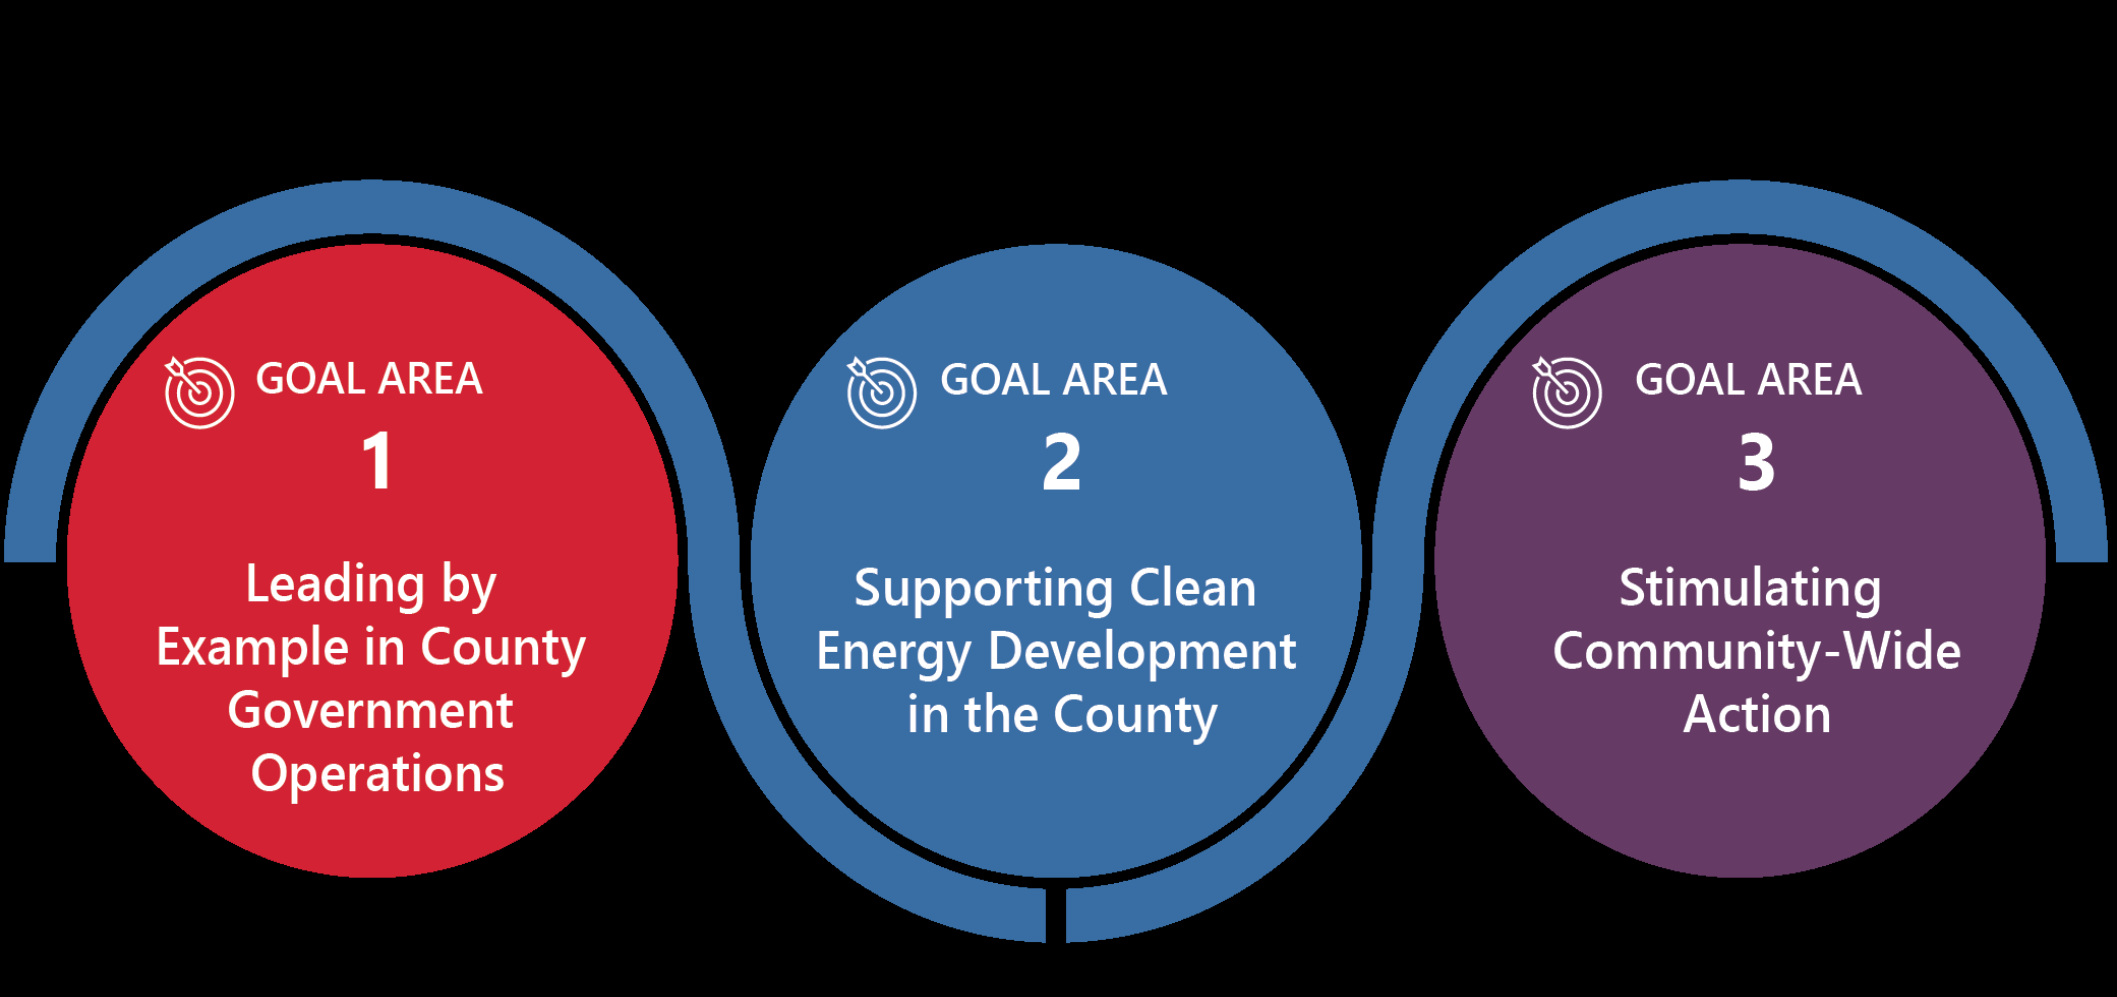 GOAL AREA
1
Leading by
Example in County
Government
Operations
GOAL AREA
2
Supporting Clean
Energy Development
in the County
GOAL AREA
3
Stimulating
Community-Wide
Action